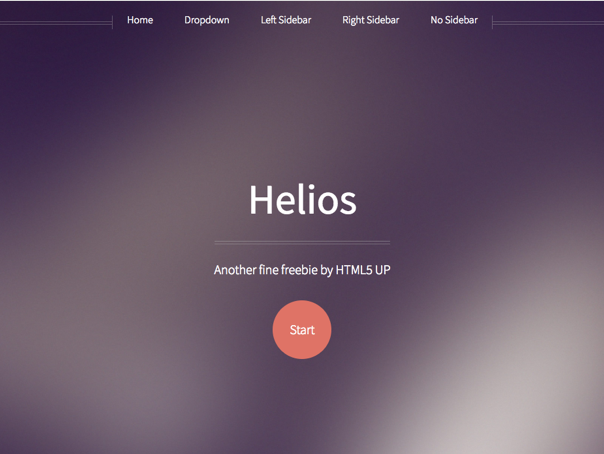 Home Dropdown Left Sidebar Right Sidebar No Sidebar
Helios
Another fine freebie by HTML5 UP
Start